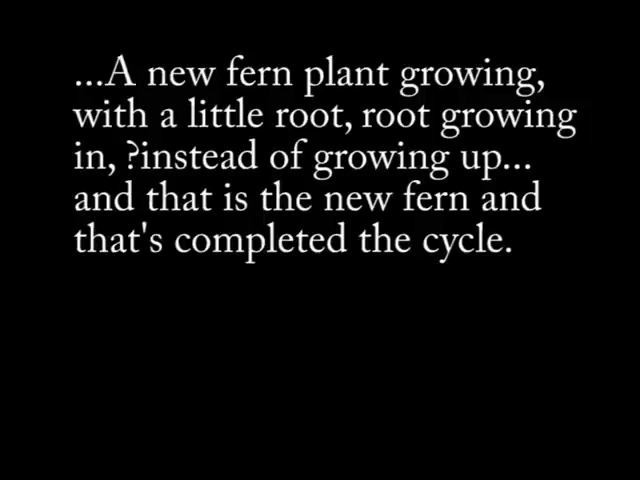 ...A new fern plant growing,
with a little root, root growing
in, ?instead of growing up...
and that is the new fern and
that's completed the cycle.